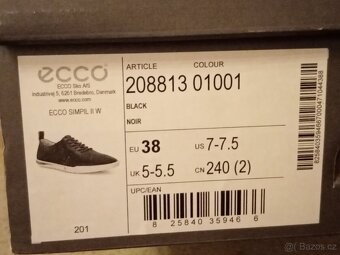 ecco
ECCO Sko A/S
Industrivej 5, 6261 Bredebro, Denmark
www.ecco.com
ECCO SIMPIL II W
201
ARTICLE COLOUR
208813 01001
BLACK
NOIR
EU 38 US 7-7.5
UK 5-5.5 CN 240 (2)
UPC/EAN
8 25840 35946 6
Bazoš.cz